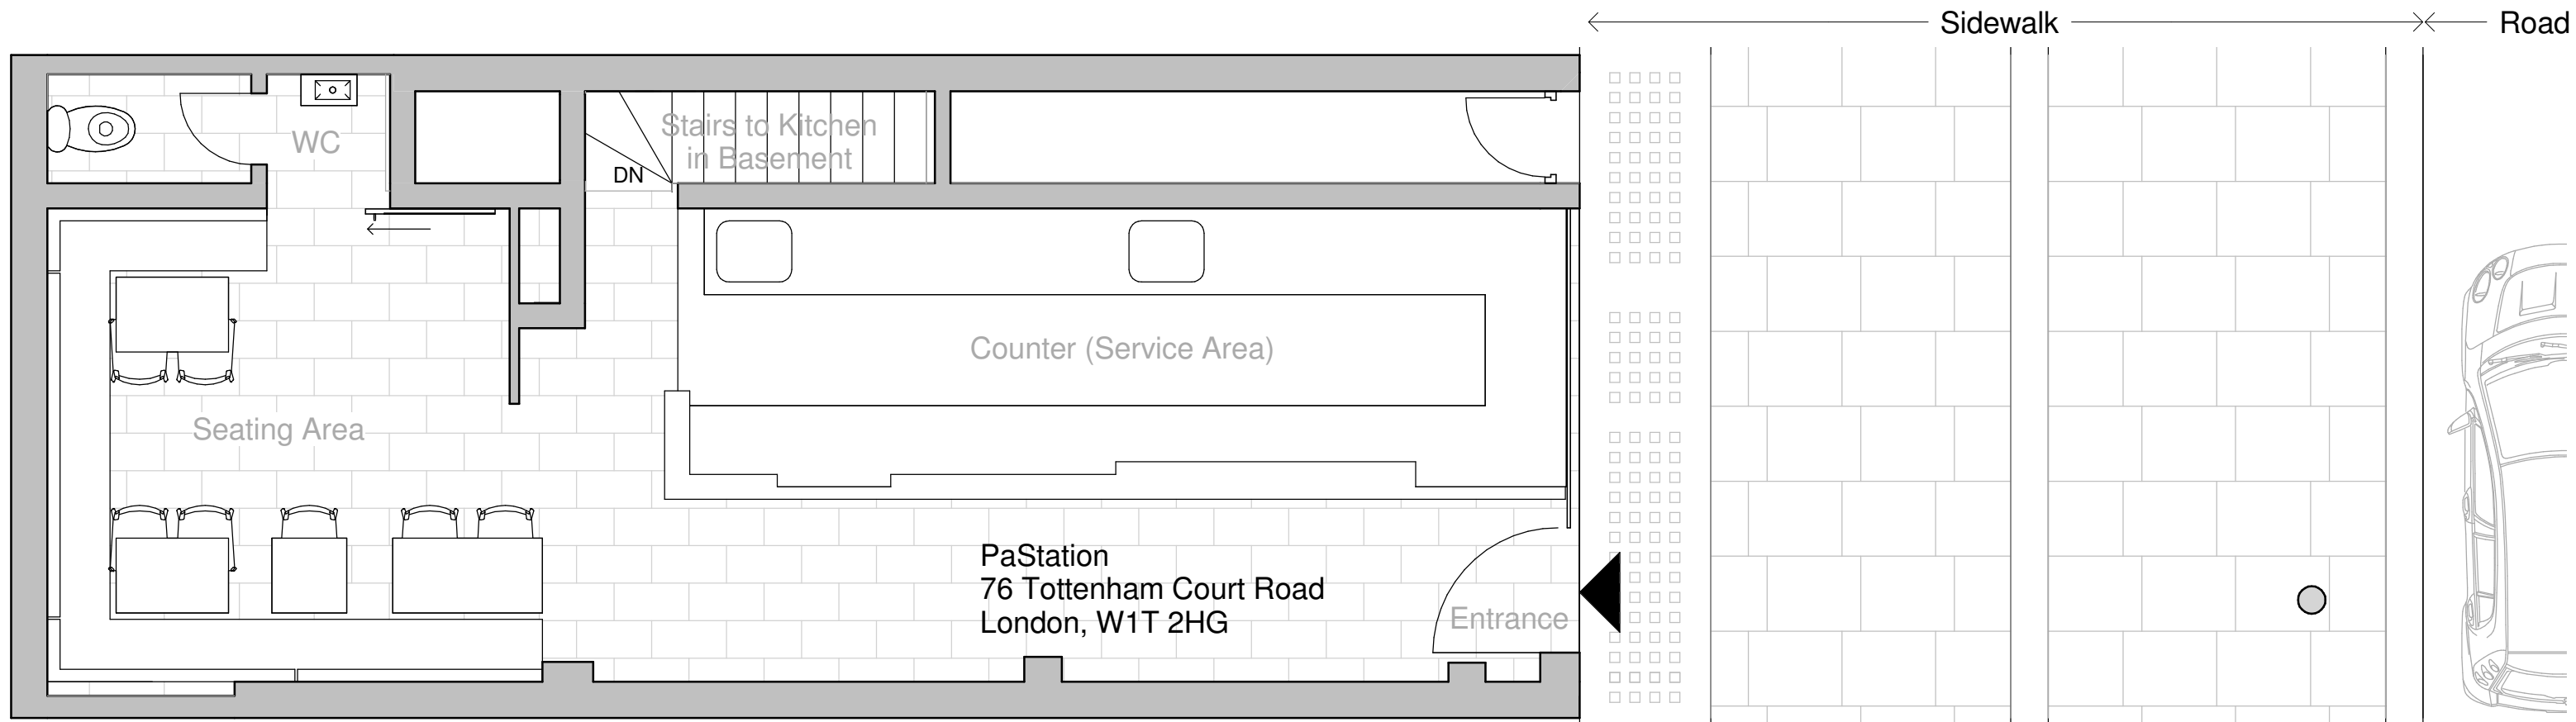 Sidewalk
Road
WC
Stairs to Kitchen
in Basement
DN
Counter (Service Area)
Seating Area
PaStation
76 Tottenham Court Road
London, W1T 2HG
Entrance